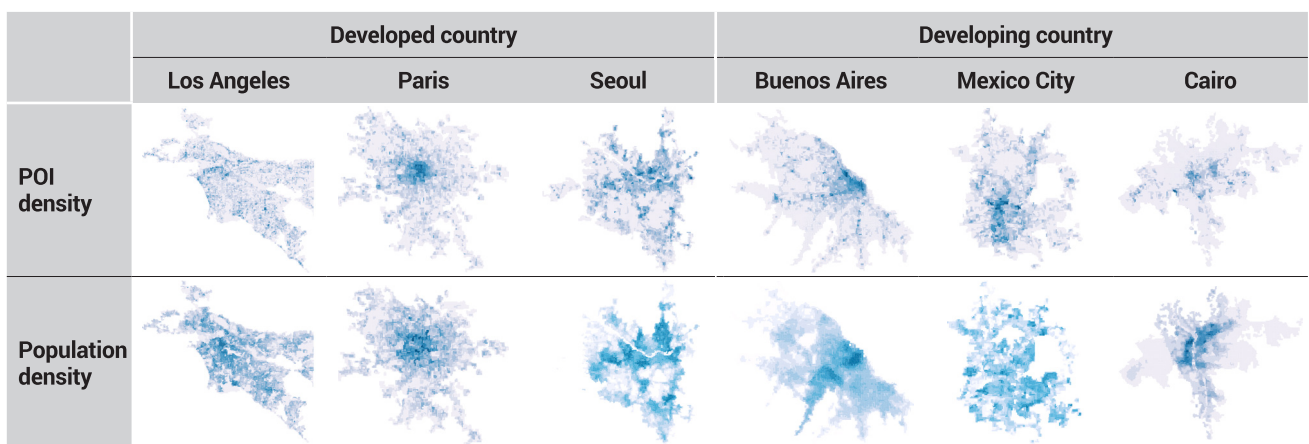 Developed country
Developing country
Los Angeles
Paris
Seoul
Buenos Aires
Mexico City
Cairo
POI
density
Population
density